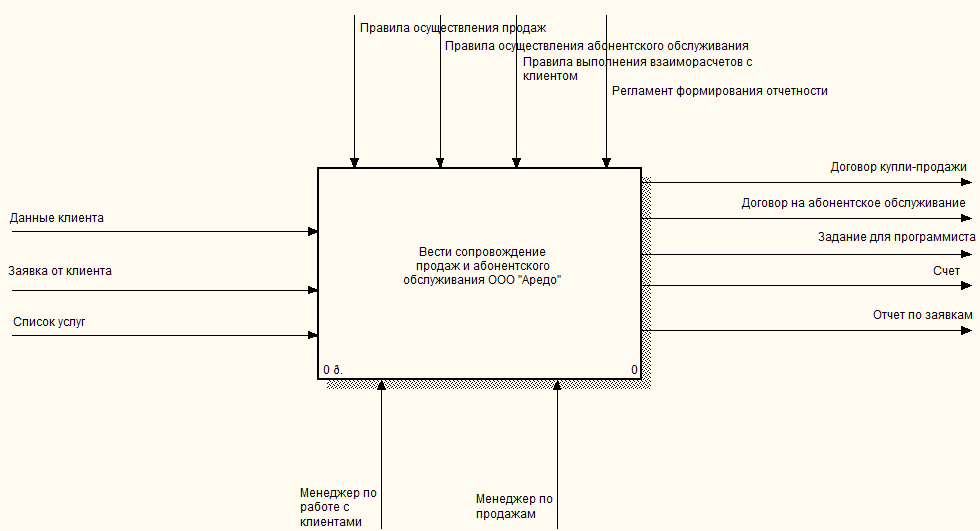 Правила осуществления продаж
Правила осуществления абонентского обслуживания
Правила выполнения взаиморасчетов с
клиентом
Регламент формирования отчетности
Данные клиента
Заявка от клиента
Список услуг
Вести сопровождение
продаж и абонентского
обслуживания ООО "Аредо"
0 ð.
0
Договор купли-продажи
Договор на абонентское обслуживание
Задание для программиста
Счет
Отчет по заявкам
Менеджер по
работе с
клиентами
Менеджер по
продажам